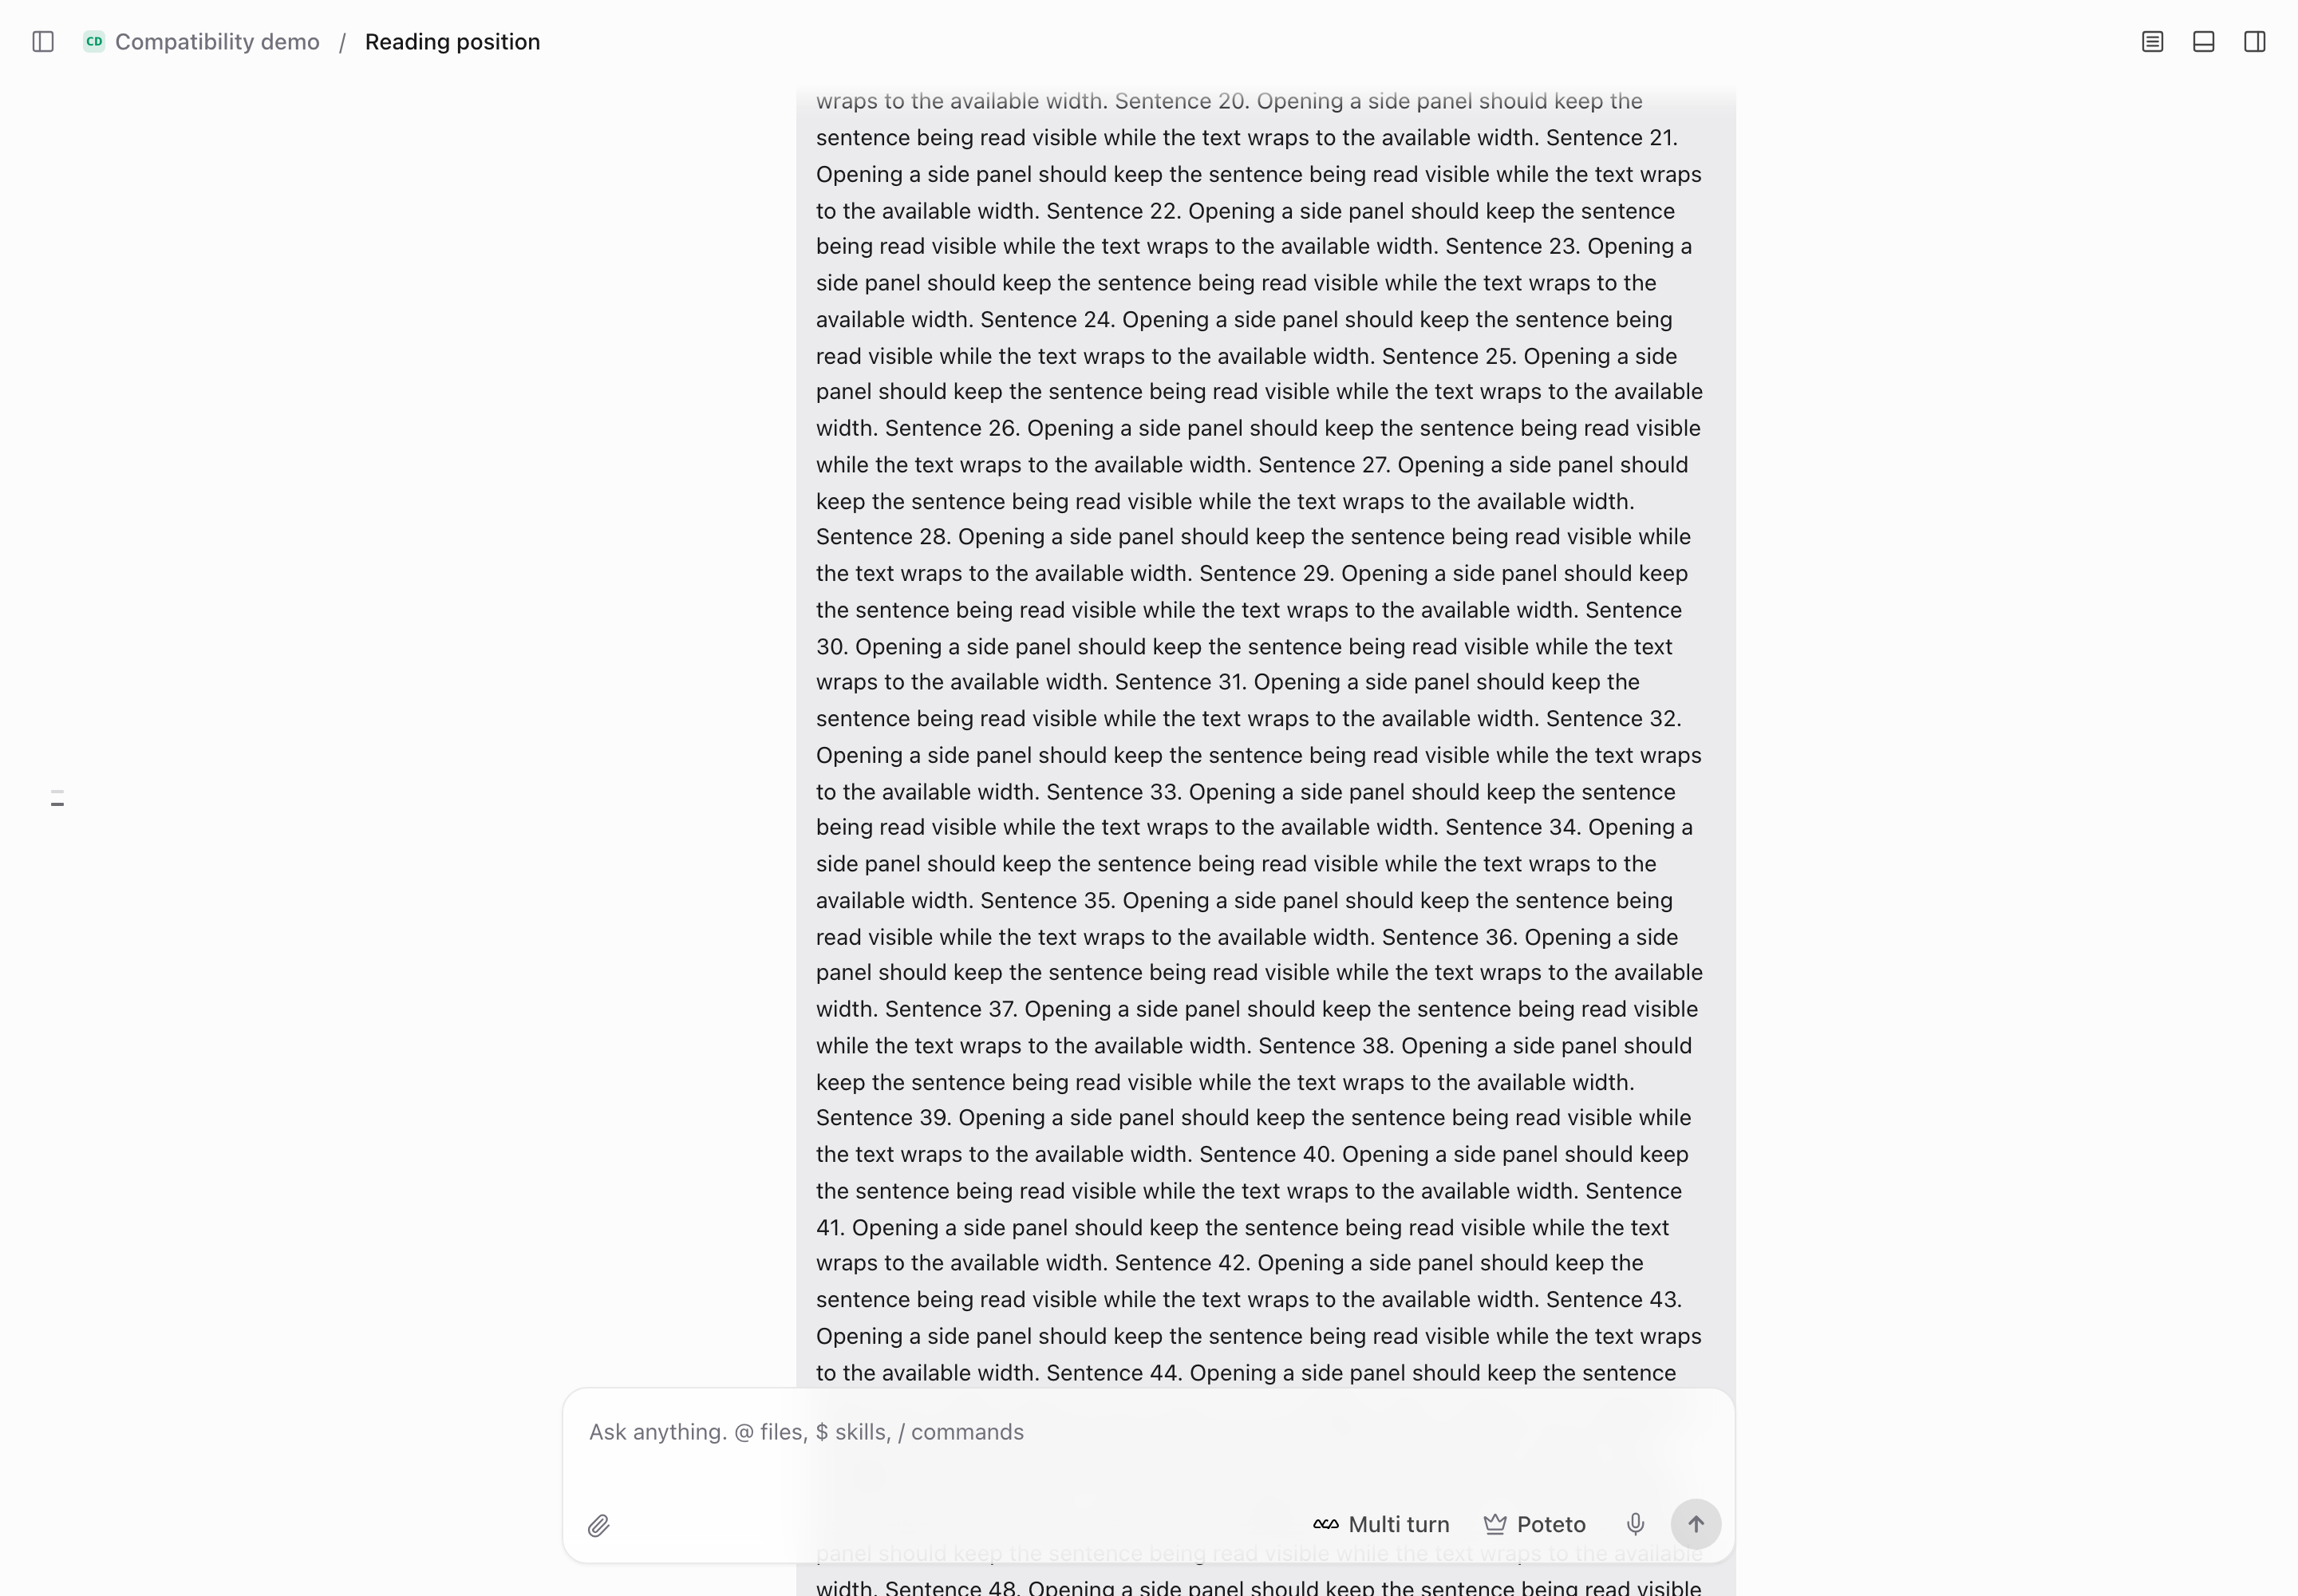 CD Compatibility demo / Reading position
wraps to the available width. Sentence 20. Opening a side panel should keep the
sentence being read visible while the text wraps to the available width. Sentence 21.
Opening a side panel should keep the sentence being read visible while the text wraps
to the available width. Sentence 22. Opening a side panel should keep the sentence
being read visible while the text wraps to the available width. Sentence 23. Opening a
side panel should keep the sentence being read visible while the text wraps to the
available width. Sentence 24. Opening a side panel should keep the sentence being
read visible while the text wraps to the available width. Sentence 25. Opening a side
panel should keep the sentence being read visible while the text wraps to the available
width. Sentence 26. Opening a side panel should keep the sentence being read visible
while the text wraps to the available width. Sentence 27. Opening a side panel should
keep the sentence being read visible while the text wraps to the available width.
Sentence 28. Opening a side panel should keep the sentence being read visible while
the text wraps to the available width. Sentence 29. Opening a side panel should keep
the sentence being read visible while the text wraps to the available width. Sentence
30. Opening a side panel should keep the sentence being read visible while the text
wraps to the available width. Sentence 31. Opening a side panel should keep the
sentence being read visible while the text wraps to the available width. Sentence 32.
Opening a side panel should keep the sentence being read visible while the text wraps
to the available width. Sentence 33. Opening a side panel should keep the sentence
being read visible while the text wraps to the available width. Sentence 34. Opening a
side panel should keep the sentence being read visible while the text wraps to the
available width. Sentence 35. Opening a side panel should keep the sentence being
read visible while the text wraps to the available width. Sentence 36. Opening a side
panel should keep the sentence being read visible while the text wraps to the available
width. Sentence 37. Opening a side panel should keep the sentence being read visible
while the text wraps to the available width. Sentence 38. Opening a side panel should
keep the sentence being read visible while the text wraps to the available width.
Sentence 39. Opening a side panel should keep the sentence being read visible while
the text wraps to the available width. Sentence 40. Opening a side panel should keep
the sentence being read visible while the text wraps to the available width. Sentence
41. Opening a side panel should keep the sentence being read visible while the text
wraps to the available width. Sentence 42. Opening a side panel should keep the
sentence being read visible while the text wraps to the available width. Sentence 43.
Opening a side panel should keep the sentence being read visible while the text wraps
to the available width. Sentence 44. Opening a side panel should keep the sentence
Ask anything. @ files, $ skills, / commands
Multi turn Poteto
panel should keep the sentence being read visible while the text wraps to the available
width. Sentence 48. Opening a side panel should keep the sentence being read visible